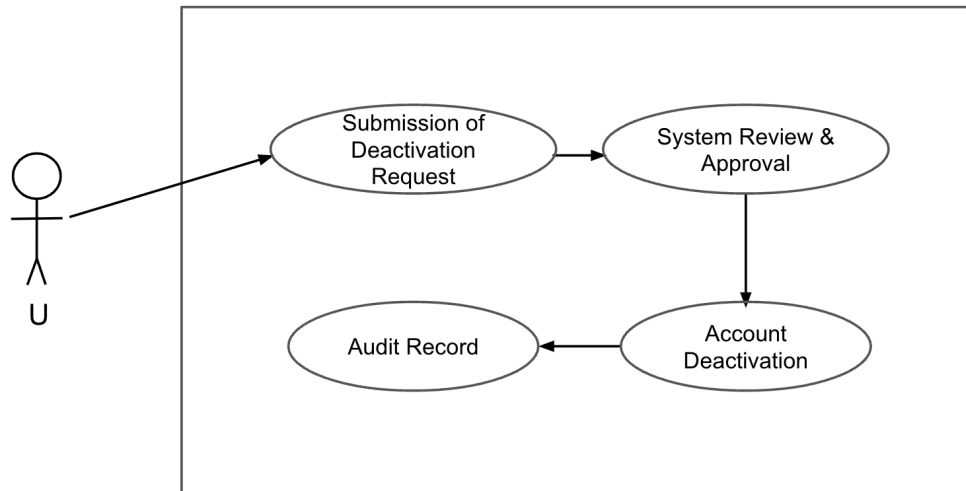 Submission of
Deactivation
Request
System Review &
Approval
U
Audit Record
Account
Deactivation